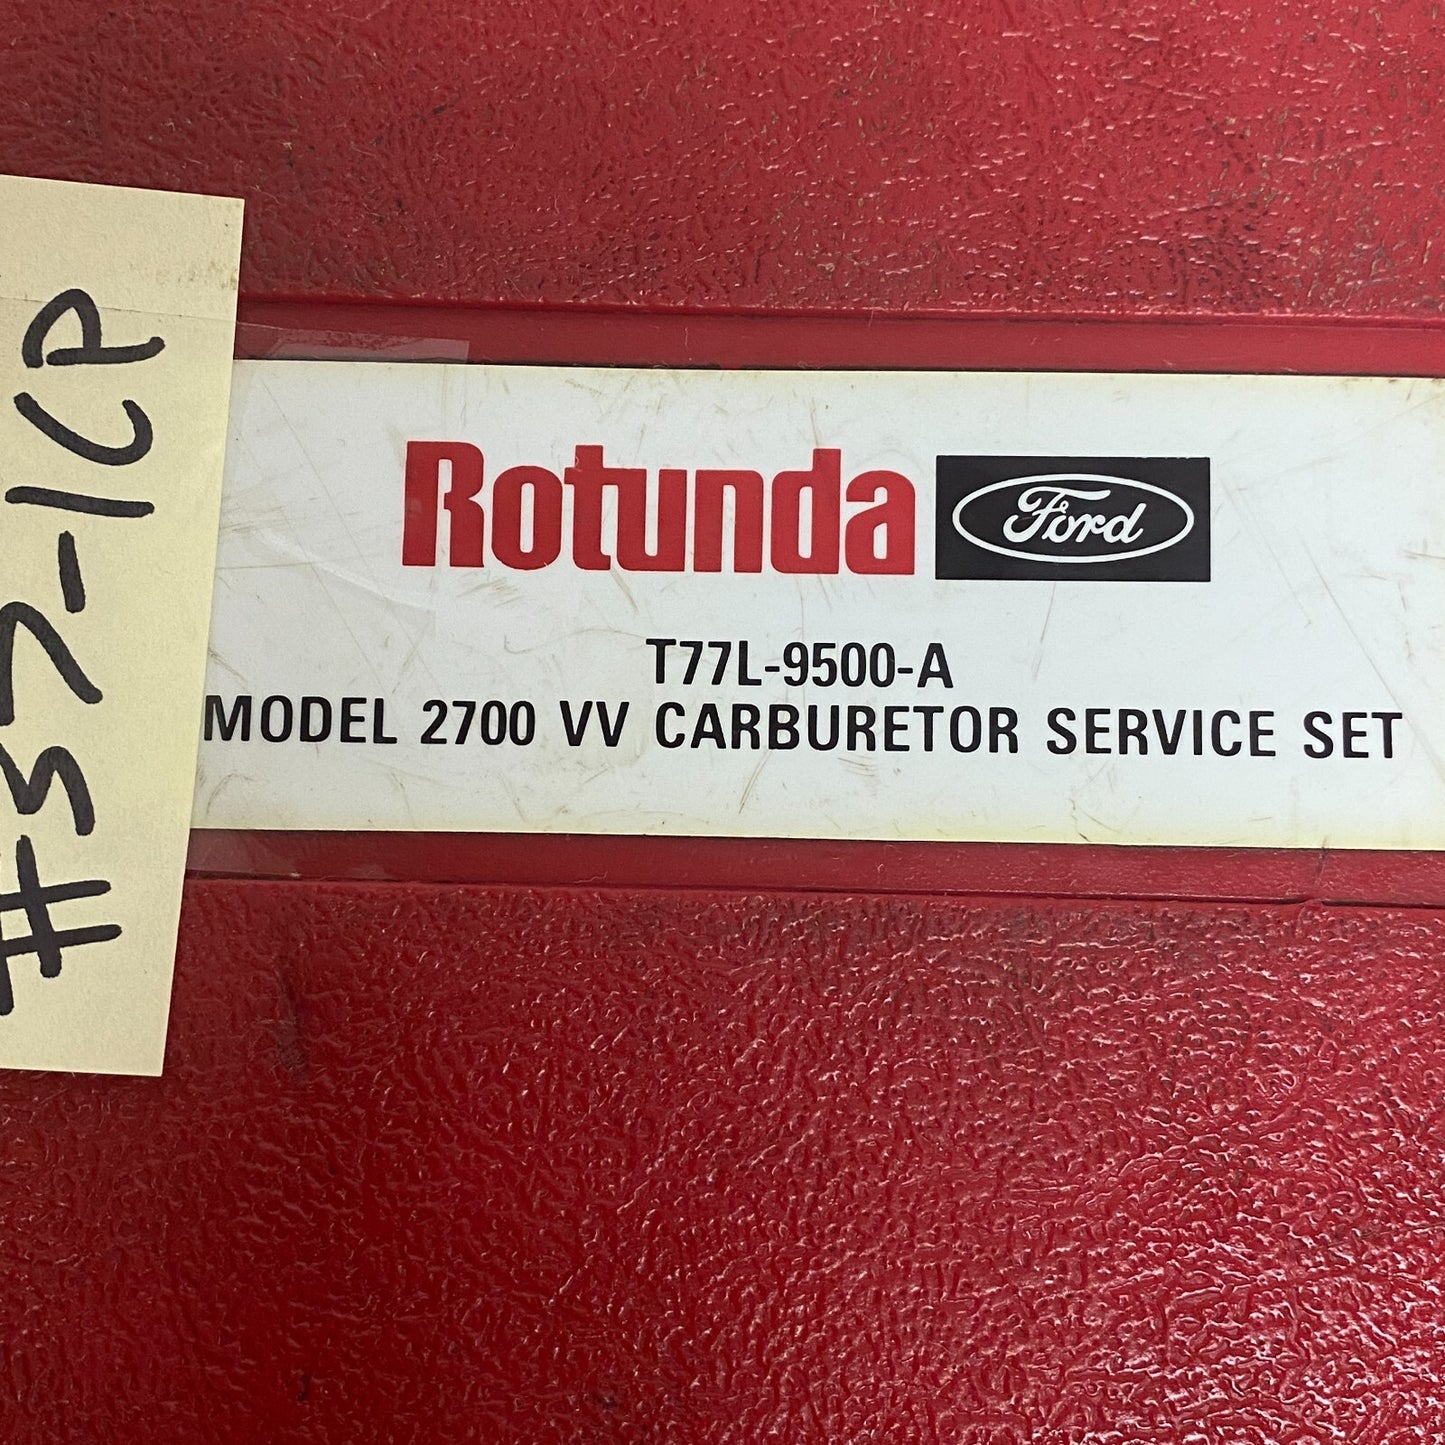 #37-1CP
Rotunda Ford
T77L-9500-A
MODEL 2700 VV CARBURETOR SERVICE SET